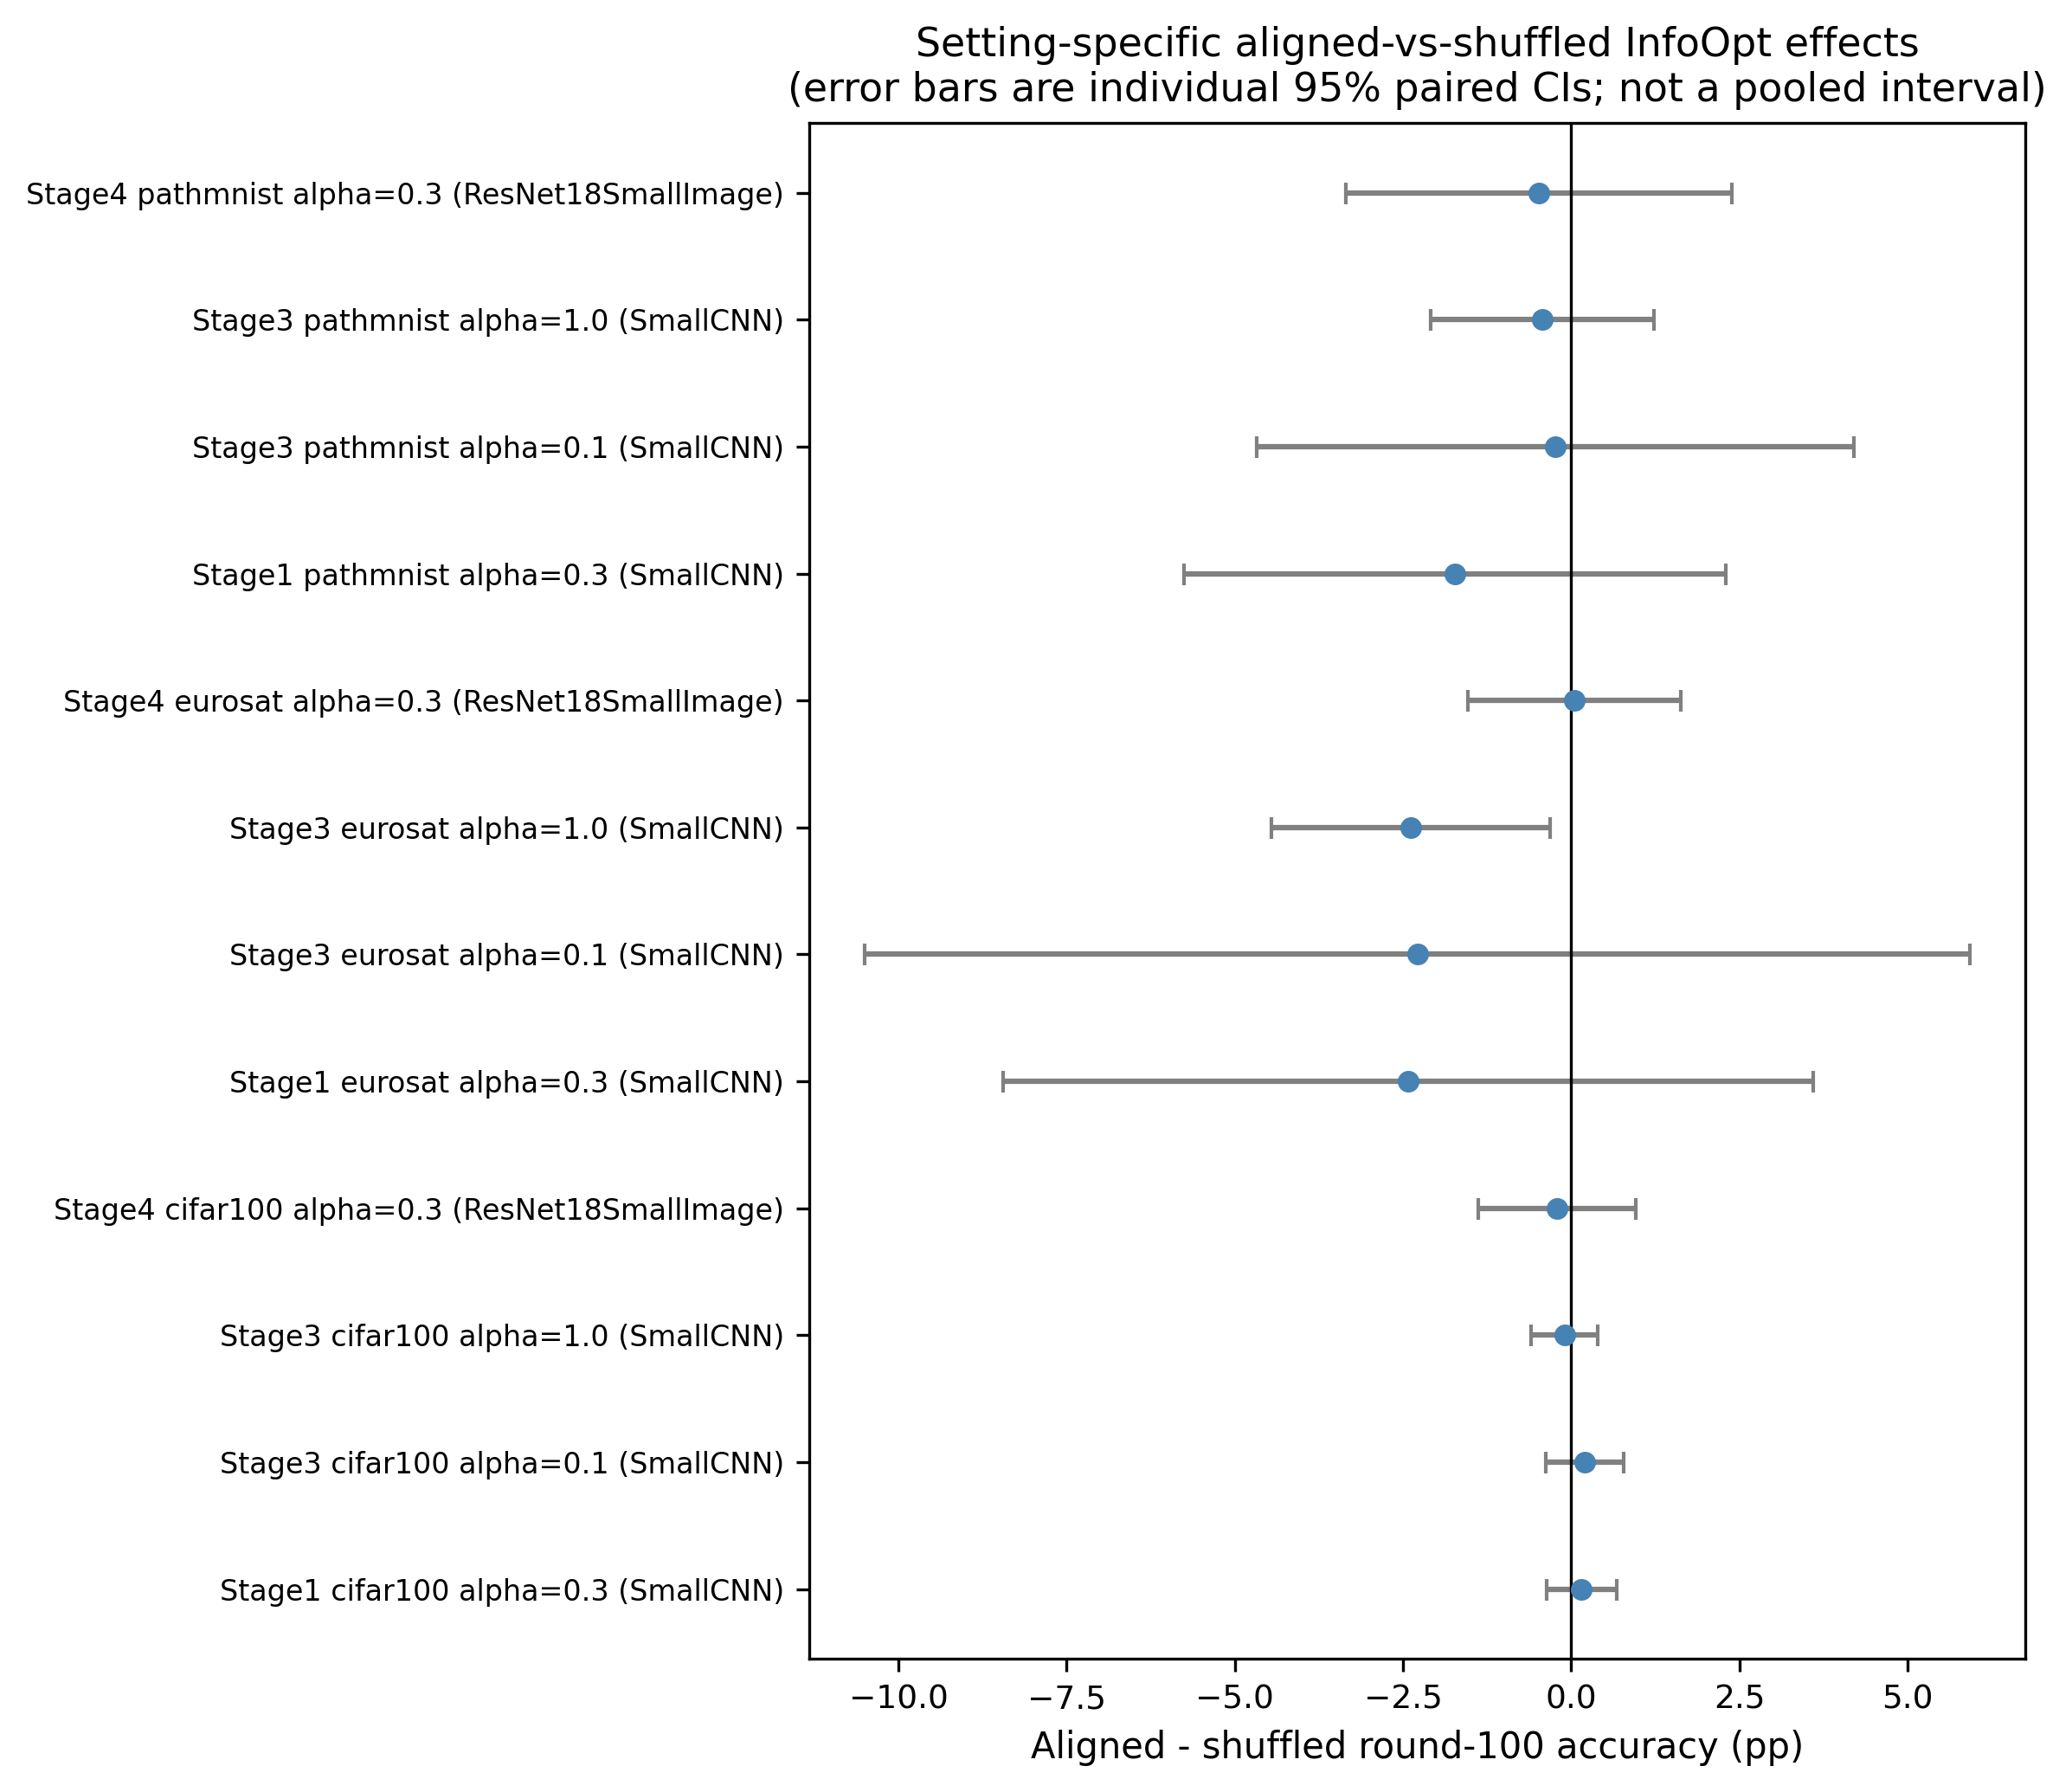 Setting-specific aligned-vs-shuffled InfoOpt effects
(error bars are individual 95% paired CIs; not a pooled interval)
Stage4 pathmnist alpha=0.3 (ResNet18SmallImage)
Stage3 pathmnist alpha=1.0 (SmallCNN)
Stage3 pathmnist alpha=0.1 (SmallCNN)
Stage1 pathmnist alpha=0.3 (SmallCNN)
Stage4 eurosat alpha=0.3 (ResNet18SmallImage)
Stage3 eurosat alpha=1.0 (SmallCNN)
Stage3 eurosat alpha=0.1 (SmallCNN)
Stage1 eurosat alpha=0.3 (SmallCNN)
Stage4 cifar100 alpha=0.3 (ResNet18SmallImage)
Stage3 cifar100 alpha=1.0 (SmallCNN)
Stage3 cifar100 alpha=0.1 (SmallCNN)
Stage1 cifar100 alpha=0.3 (SmallCNN)
−10.0 −7.5 −5.0 −2.5 0.0 2.5 5.0
Aligned - shuffled round-100 accuracy (pp)